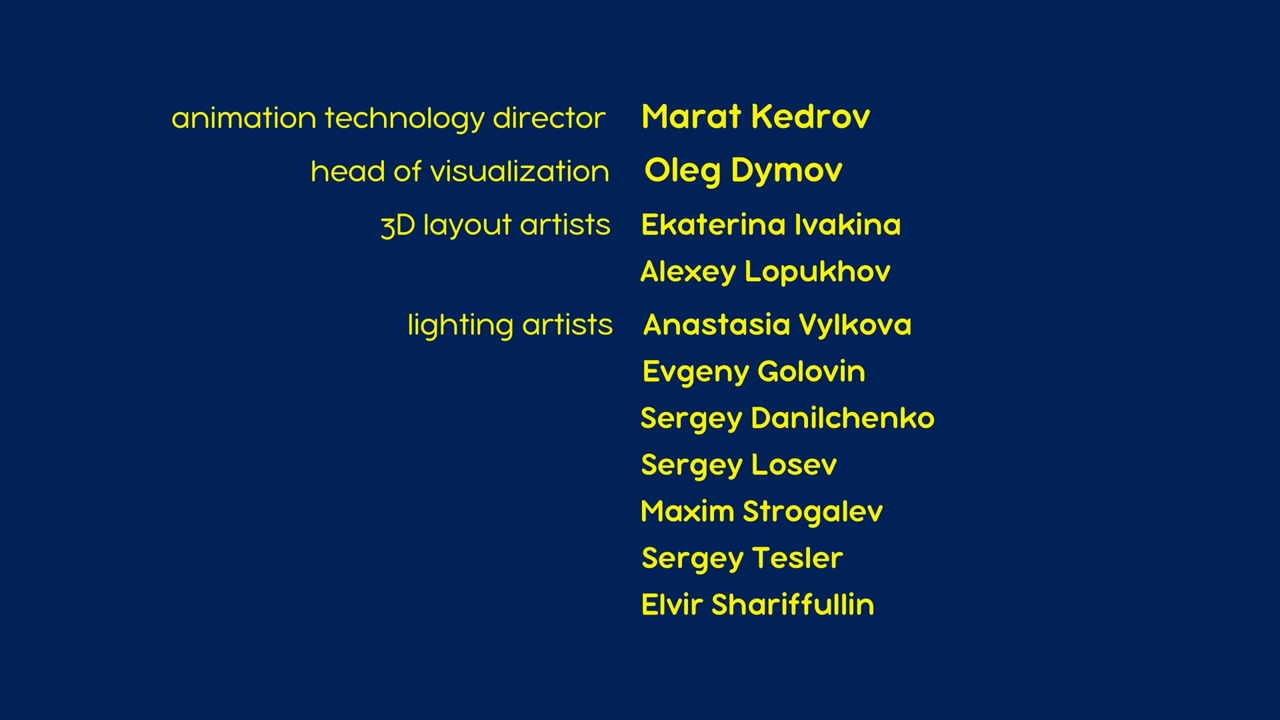 animation technology director Marat Kedrov
head of visualization Oleg Dymov
3D layout artists Ekaterina Ivakina
Alexey Lopukhov
lighting artists Anastasia Vylkova
Evgeny Golovin
Sergey Danilchenko
Sergey Losev
Maxim Strogalev
Sergey Tesler
Elvir Shariffullin